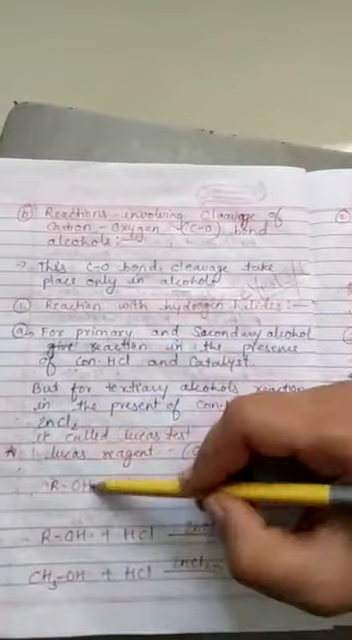 (b) Reactions involving Cleavage of
Carbon-Oxygen (C-O) bond
alcohols:-
→ This C-O bond cleavage take
place only in alcohols
(1) Reaction with hydrogen halides:-
(a) For primary and Secondary alcohol
give reaction in the presence
of con. HCl and Catalyst.
But for tertiary alcohols reaction
in the present of Con.
ZnCl2
it called lucas test
* lucas reagent - (
R-OH
R-OH + HCl ZnCl2
CH3-OH + HCl ZnCl2